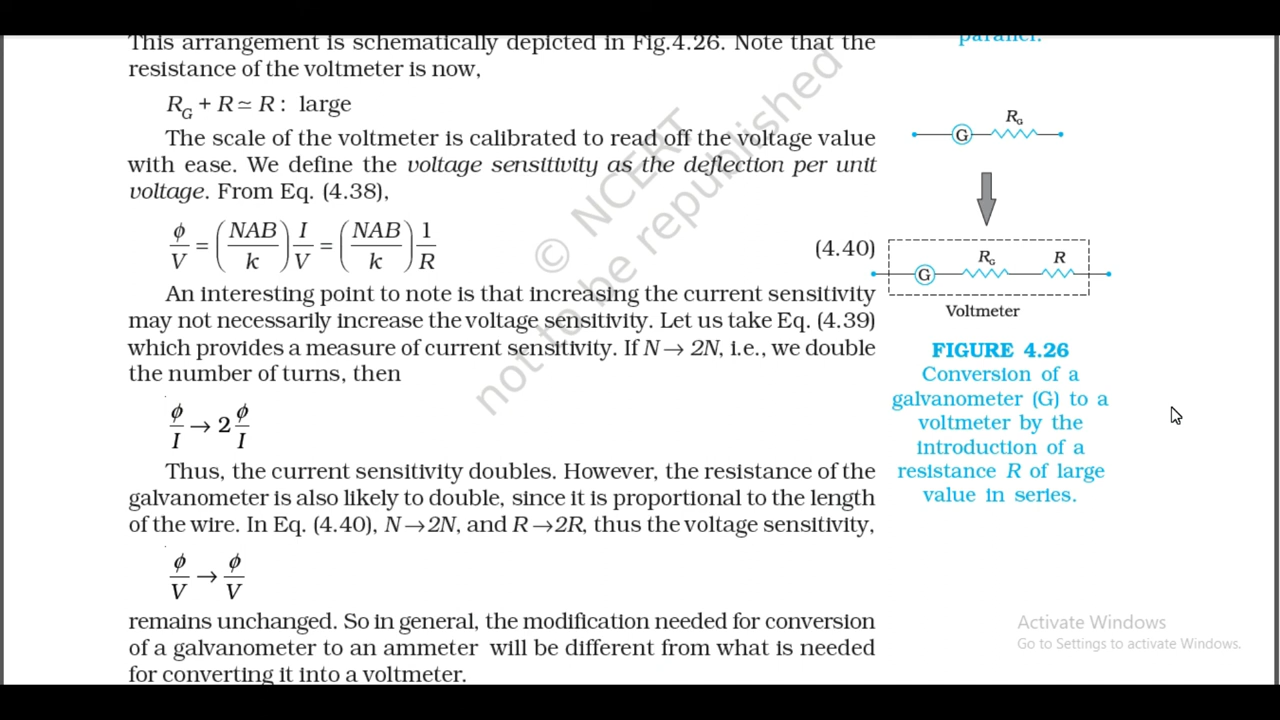 This arrangement is schematically depicted in Fig.4.26. Note that the
resistance of the voltmeter is now,
R_G + R ≃ R : large
The scale of the voltmeter is calibrated to read off the voltage value
with ease. We define the voltage sensitivity as the deflection per unit
voltage. From Eq. (4.38),
ϕ/V = (NAB/k) I/V = (NAB/k) 1/R (4.40)
An interesting point to note is that increasing the current sensitivity
may not necessarily increase the voltage sensitivity. Let us take Eq. (4.39)
which provides a measure of current sensitivity. If N → 2N, i.e., we double
the number of turns, then
ϕ/I → 2 ϕ/I
Thus, the current sensitivity doubles. However, the resistance of the
galvanometer is also likely to double, since it is proportional to the length
of the wire. In Eq. (4.40), N→2N, and R→2R, thus the voltage sensitivity,
ϕ/V → ϕ/V
remains unchanged. So in general, the modification needed for conversion
of a galvanometer to an ammeter will be different from what is needed
for converting it into a voltmeter.
parallel.
R_G
G
R_G R
G
Voltmeter
FIGURE 4.26
Conversion of a
galvanometer (G) to a
voltmeter by the
introduction of a
resistance R of large
value in series.
© NCERT
not to be republished
Activate Windows
Go to Settings to activate Windows.